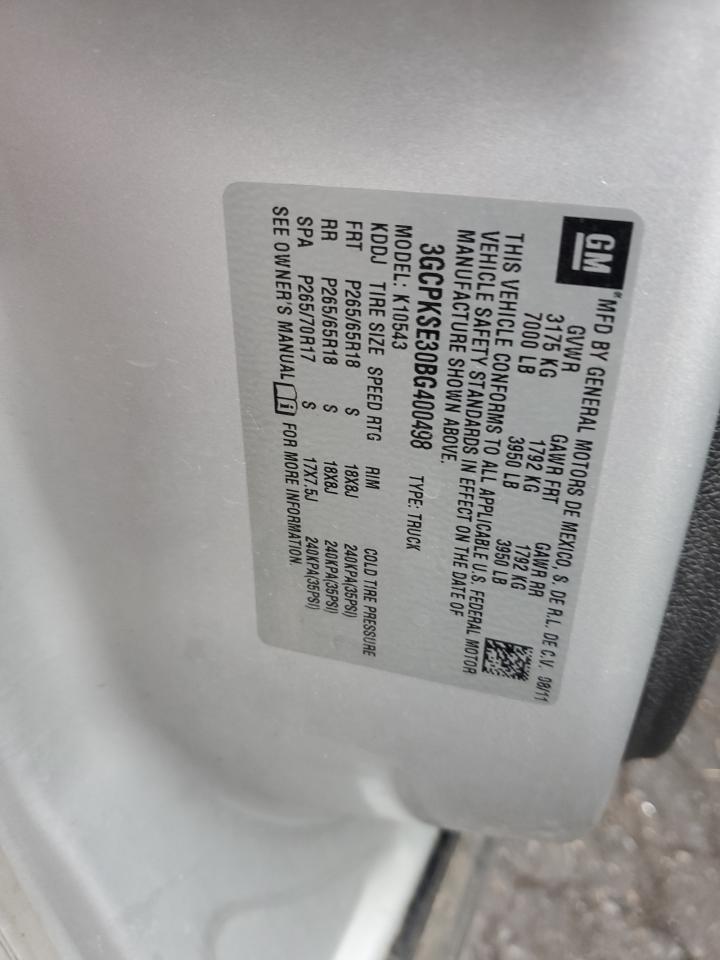 GM
*MFD BY GENERAL MOTORS DE MEXICO, S. DE R.L. DE C.V. 08/11
GVWR GAWR FRT GAWR RR
3175 KG 1792 KG 1792 KG
7000 LB 3950 LB 3950 LB
THIS VEHICLE CONFORMS TO ALL APPLICABLE U.S. FEDERAL MOTOR
VEHICLE SAFETY STANDARDS IN EFFECT ON THE DATE OF
MANUFACTURE SHOWN ABOVE.
3GCPKSE30BG400498 TYPE: TRUCK
MODEL: K10543
KDDJ TIRE SIZE SPEED RTG RIM COLD TIRE PRESSURE
FRT P265/65R18 S 18X8J 240KPA(35PSI)
RR P265/65R18 S 18X8J 240KPA(35PSI)
SPA P265/70R17 S 17X7.5J 240KPA(35PSI)
SEE OWNER'S MANUAL i FOR MORE INFORMATION.